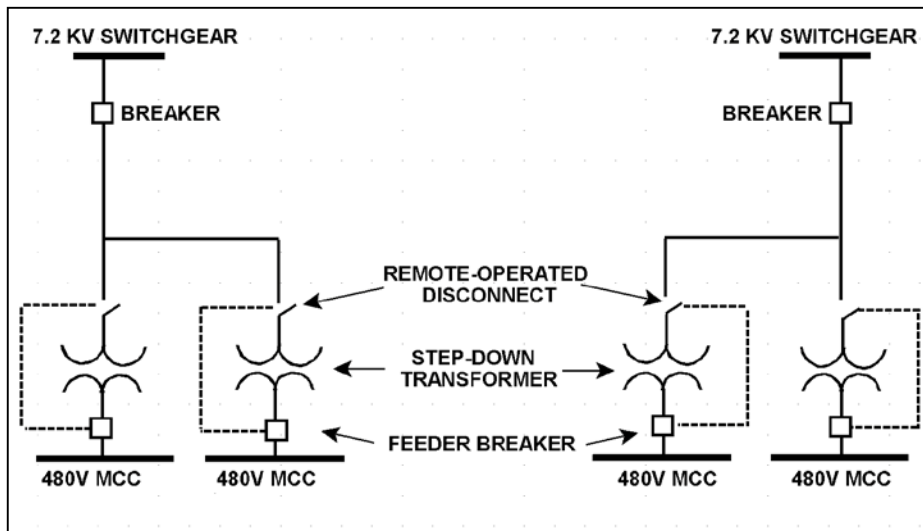 7.2 KV SWITCHGEAR
7.2 KV SWITCHGEAR
BREAKER
BREAKER
REMOTE-OPERATED
DISCONNECT
STEP-DOWN
TRANSFORMER
FEEDER BREAKER
480V MCC
480V MCC
480V MCC
480V MCC